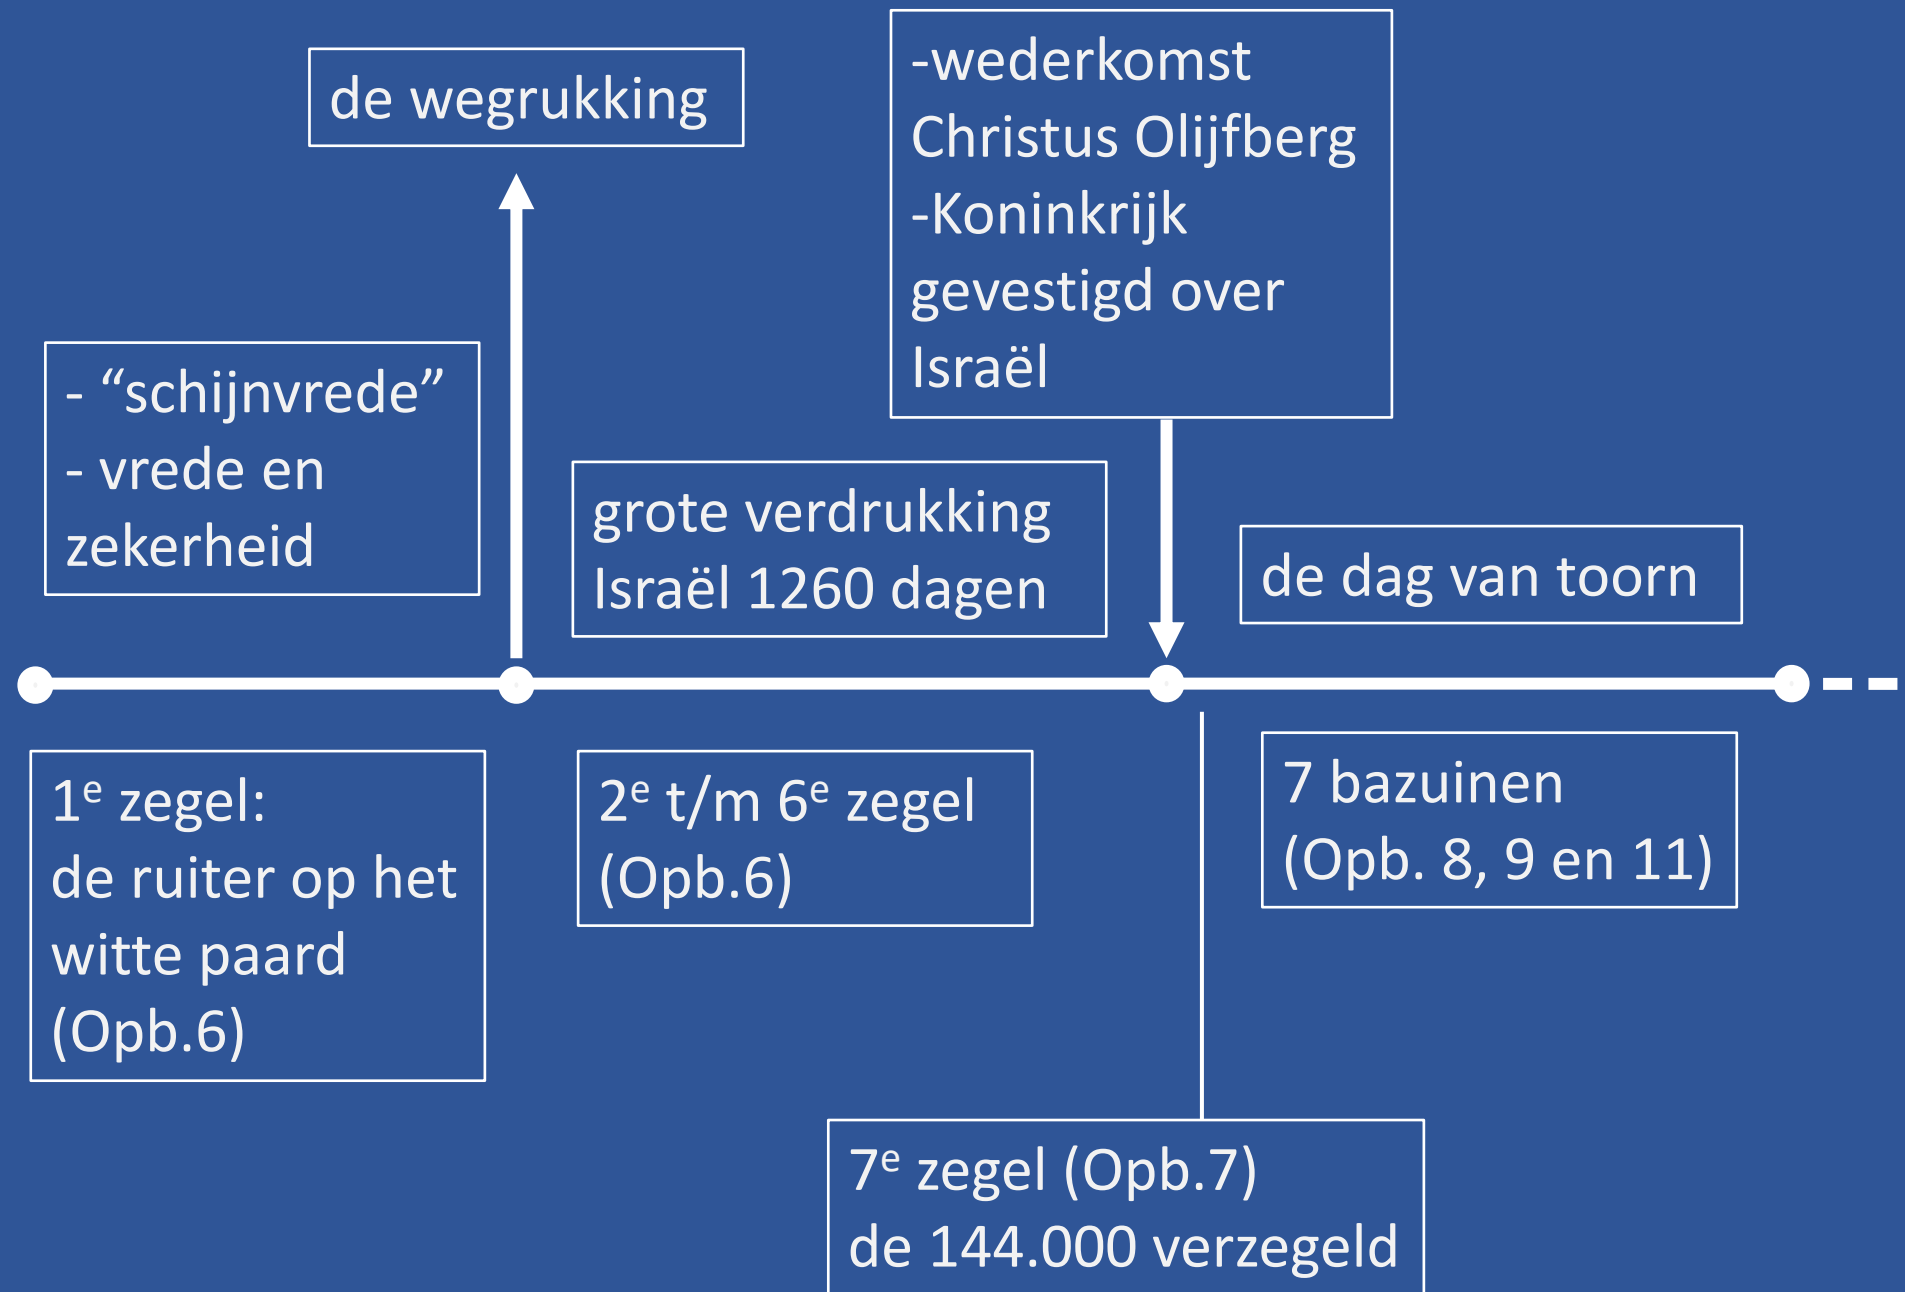 de wegrukking
-wederkomst
Christus Olijfberg
-Koninkrijk
gevestigd over
Israël
- “schijnvrede”
- vrede en
zekerheid
grote verdrukking
Israël 1260 dagen
de dag van toorn
1ᵉ zegel:
de ruiter op het
witte paard
(Opb.6)
2ᵉ t/m 6ᵉ zegel
(Opb.6)
7 bazuinen
(Opb. 8, 9 en 11)
7ᵉ zegel (Opb.7)
de 144.000 verzegeld